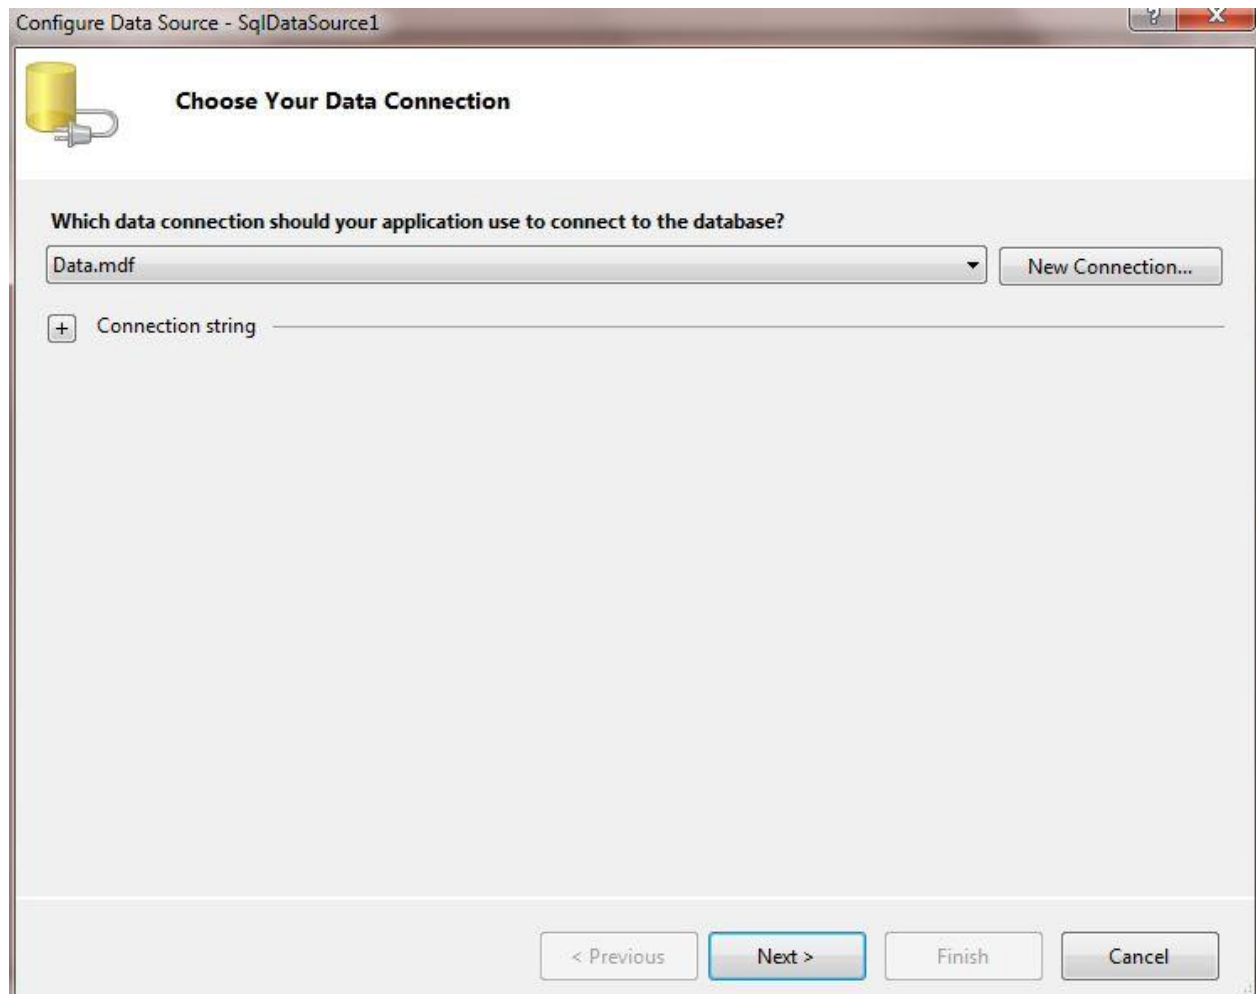 Configure Data Source - SqlDataSource1
? X
Choose Your Data Connection
Which data connection should your application use to connect to the database?
Data.mdf New Connection...
+ Connection string
< Previous Next > Finish Cancel